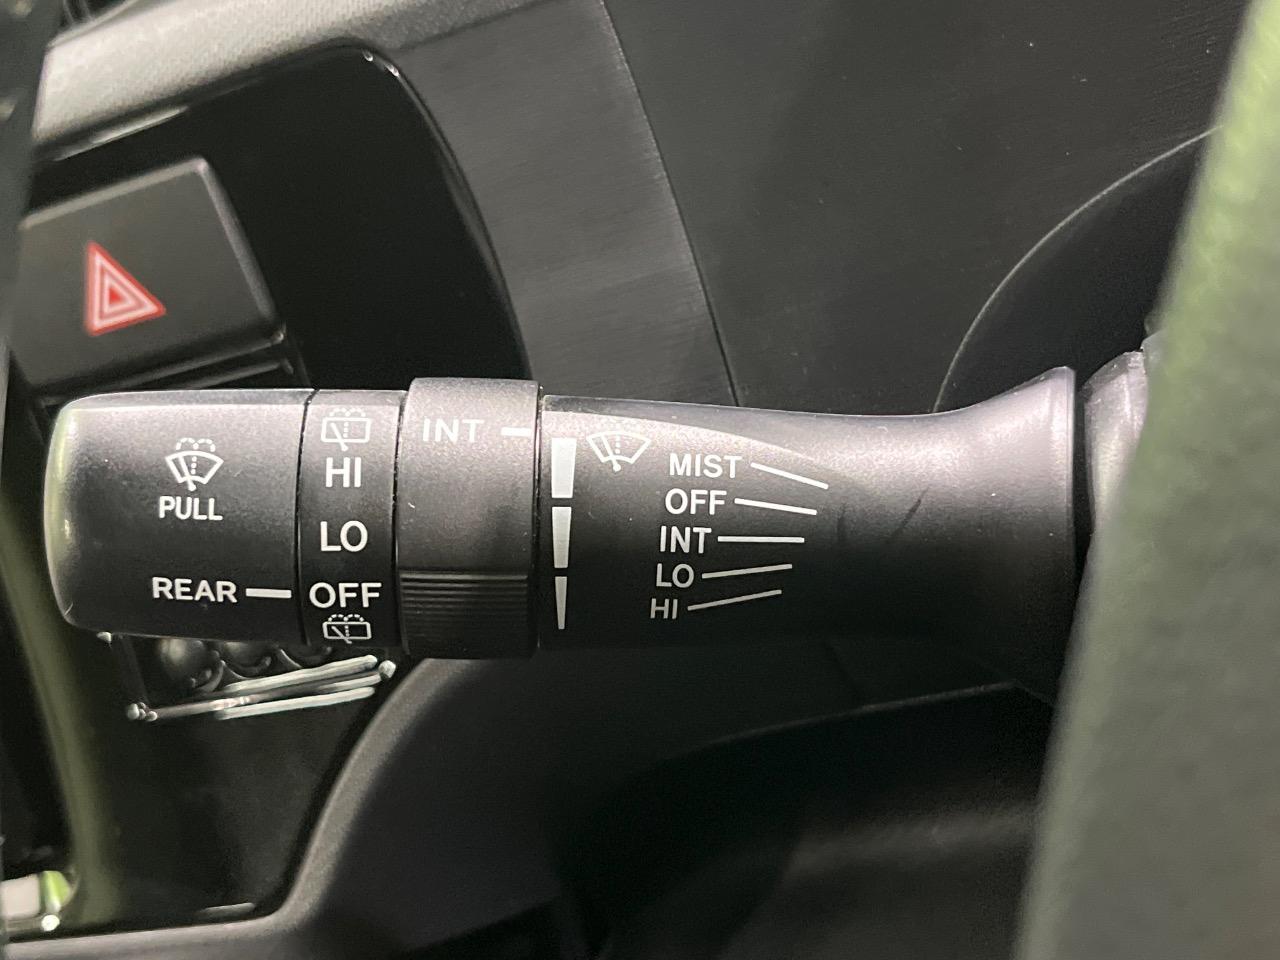 PULL
REAR
HI
LO
OFF
INT
MIST
OFF
INT
LO
HI